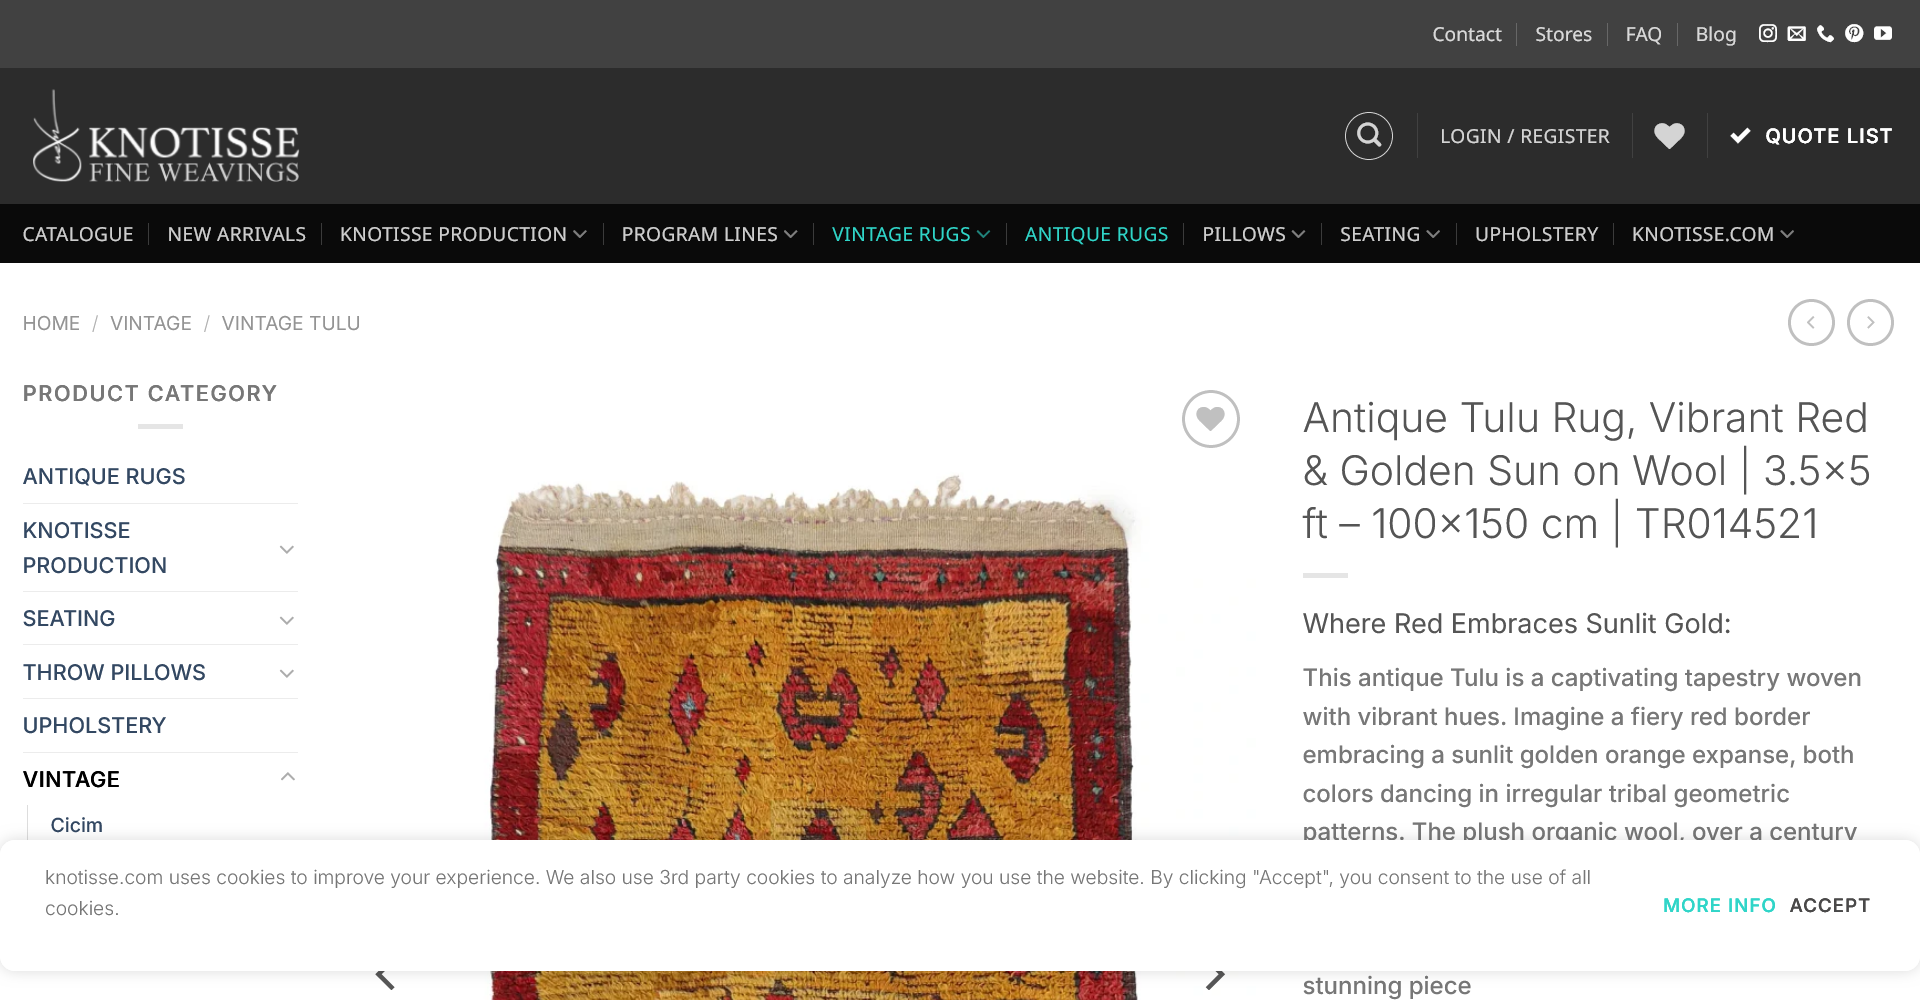 Contact Stores FAQ Blog
KNOTISSE
FINE WEAVINGS
LOGIN / REGISTER QUOTE LIST
CATALOGUE NEW ARRIVALS KNOTISSE PRODUCTION PROGRAM LINES VINTAGE RUGS ANTIQUE RUGS PILLOWS SEATING UPHOLSTERY KNOTISSE.COM
HOME / VINTAGE / VINTAGE TULU
PRODUCT CATEGORY
ANTIQUE RUGS
KNOTISSE
PRODUCTION
SEATING
THROW PILLOWS
UPHOLSTERY
VINTAGE
Cicim
Antique Tulu Rug, Vibrant Red
& Golden Sun on Wool | 3.5×5
ft – 100×150 cm | TR014521
Where Red Embraces Sunlit Gold:
This antique Tulu is a captivating tapestry woven
with vibrant hues. Imagine a fiery red border
embracing a sunlit golden orange expanse, both
colors dancing in irregular tribal geometric
patterns. The plush organic wool, over a century
knotisse.com uses cookies to improve your experience. We also use 3rd party cookies to analyze how you use the website. By clicking "Accept", you consent to the use of all
cookies.
MORE INFO ACCEPT
stunning piece